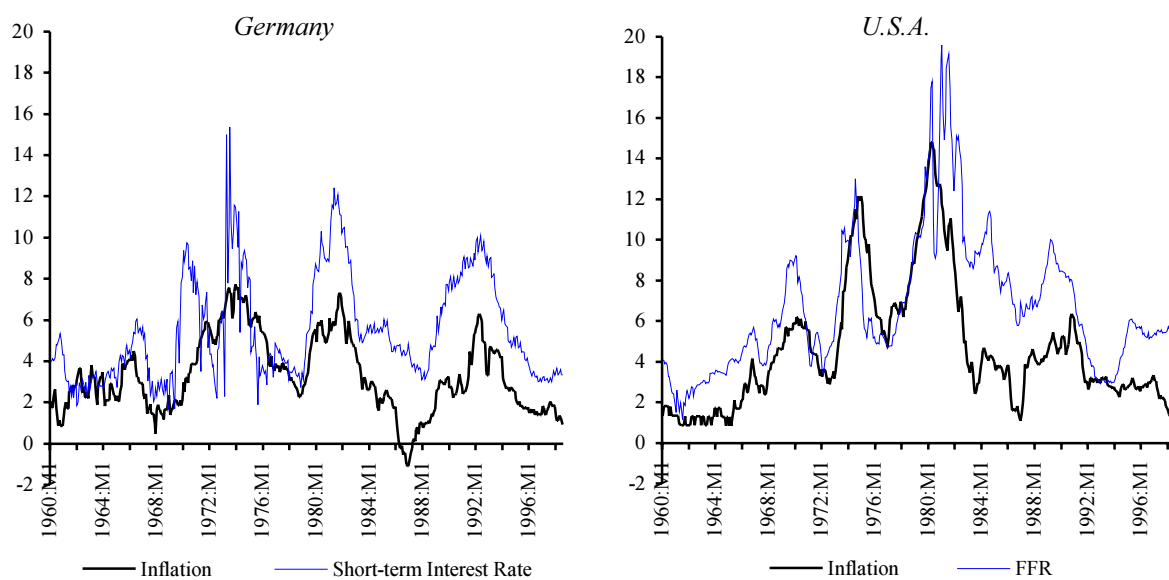 Germany
20
18
16
14
12
10
8
6
4
2
0
-2
1960:M1
1964:M1
1968:M1
1972:M1
1976:M1
1980:M1
1984:M1
1988:M1
1992:M1
1996:M1
Inflation
Short-term Interest Rate
U.S.A.
20
18
16
14
12
10
8
6
4
2
0
-2
1960:M1
1964:M1
1968:M1
1972:M1
1976:M1
1980:M1
1984:M1
1988:M1
1992:M1
1996:M1
Inflation
FFR